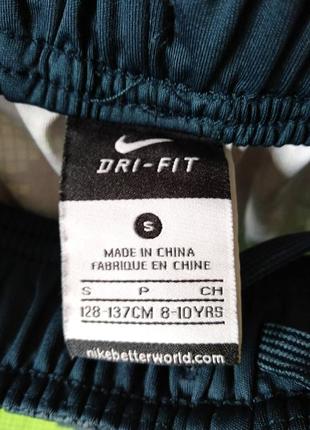 DRI-FIT
S
MADE IN CHINA
FABRIQUE EN CHINE
S P CH
128-137CM 8-10YRS
nikebetterworld.com